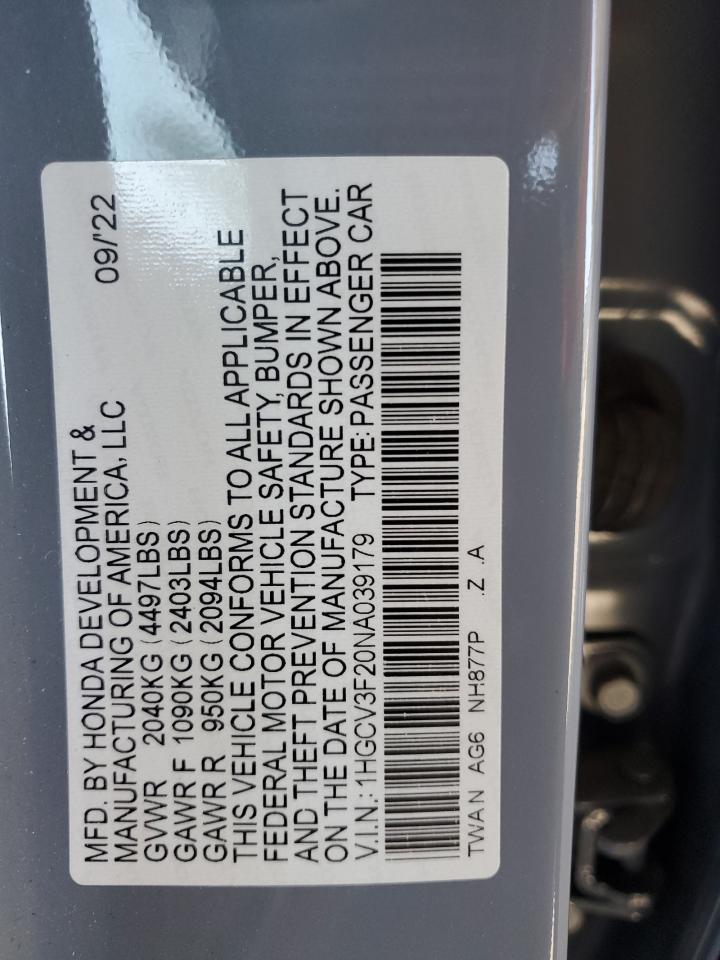 MFD. BY HONDA DEVELOPMENT & 09/'22
MANUFACTURING OF AMERICA, LLC
GVWR 2040KG (4497LBS)
GAWR F 1090KG (2403LBS)
GAWR R 950KG (2094LBS)
THIS VEHICLE CONFORMS TO ALL APPLICABLE
FEDERAL MOTOR VEHICLE SAFETY, BUMPER,
AND THEFT PREVENTION STANDARDS IN EFFECT
ON THE DATE OF MANUFACTURE SHOWN ABOVE.
V.I.N.: 1HGCV3F20NA039179 TYPE: PASSENGER CAR
TWAN AG6 NH877P .Z .A